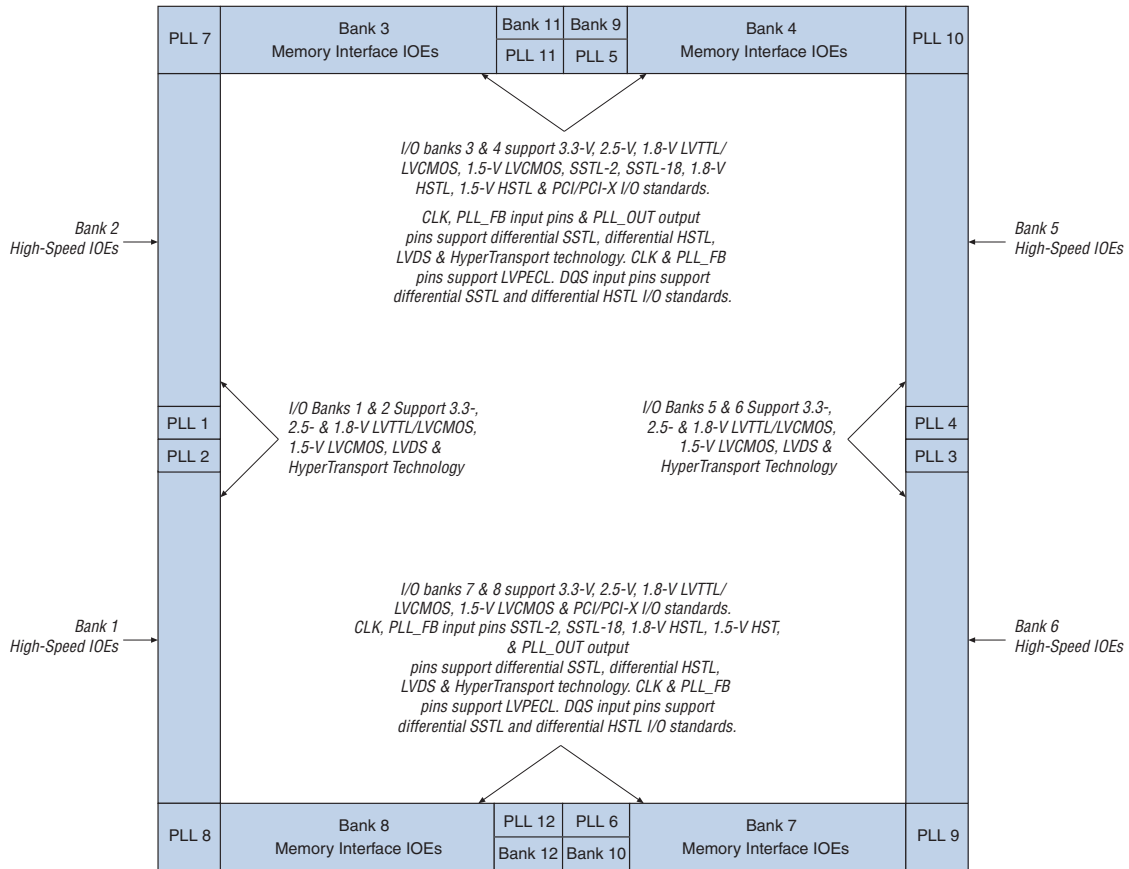 PLL 7
Bank 3
Memory Interface IOEs
Bank 11
Bank 9
PLL 11
PLL 5
Bank 4
Memory Interface IOEs
PLL 10
I/O banks 3 & 4 support 3.3-V, 2.5-V, 1.8-V LVTTL/
LVCMOS, 1.5-V LVCMOS, SSTL-2, SSTL-18, 1.8-V
HSTL, 1.5-V HSTL & PCI/PCI-X I/O standards.
CLK, PLL_FB input pins & PLL_OUT output
pins support differential SSTL, differential HSTL,
LVDS & HyperTransport technology. CLK & PLL_FB
pins support LVPECL. DQS input pins support
differential SSTL and differential HSTL I/O standards.
Bank 2
High-Speed IOEs
Bank 5
High-Speed IOEs
PLL 1
PLL 2
I/O Banks 1 & 2 Support 3.3-,
2.5- & 1.8-V LVTTL/LVCMOS,
1.5-V LVCMOS, LVDS &
HyperTransport Technology
I/O Banks 5 & 6 Support 3.3-,
2.5- & 1.8-V LVTTL/LVCMOS,
1.5-V LVCMOS, LVDS &
HyperTransport Technology
PLL 4
PLL 3
I/O banks 7 & 8 support 3.3-V, 2.5-V, 1.8-V LVTTL/
LVCMOS, 1.5-V LVCMOS & PCI/PCI-X I/O standards.
CLK, PLL_FB input pins SSTL-2, SSTL-18, 1.8-V HSTL, 1.5-V HST,
& PLL_OUT output
pins support differential SSTL, differential HSTL,
LVDS & HyperTransport technology. CLK & PLL_FB
pins support LVPECL. DQS input pins support
differential SSTL and differential HSTL I/O standards.
Bank 1
High-Speed IOEs
Bank 6
High-Speed IOEs
PLL 8
Bank 8
Memory Interface IOEs
PLL 12
PLL 6
Bank 12
Bank 10
Bank 7
Memory Interface IOEs
PLL 9